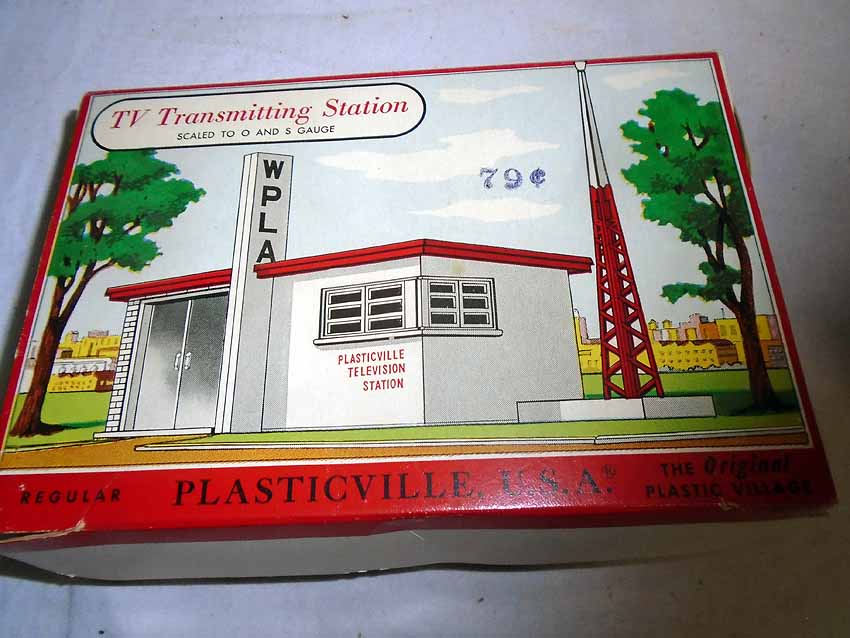 TV Transmitting Station
SCALED TO O AND S GAUGE
79¢
WPLA
PLASTICVILLE
TELEVISION
STATION
REGULAR
PLASTICVILLE, U.S.A.®
THE Original
PLASTIC VILLAGE